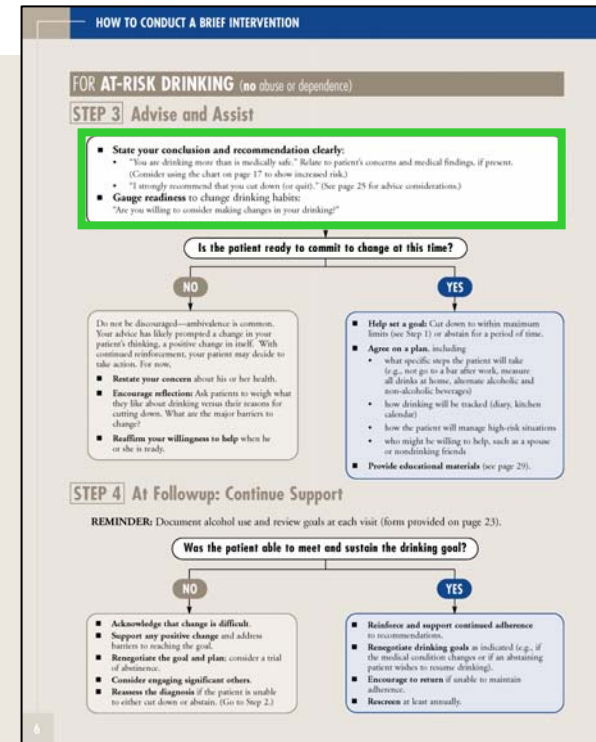 HOW TO CONDUCT A BRIEF INTERVENTION
FOR AT-RISK DRINKING (no abuse or dependence)
STEP 3 Advise and Assist
■ State your conclusion and recommendation clearly:
• "You are drinking more than is medically safe." Relate to patient's concerns and medical findings, if present.
(Consider using the chart on page 17 to show increased risk.)
• "I strongly recommend that you cut down (or quit)." (See page 25 for advice considerations.)
■ Gauge readiness to change drinking habits:
"Are you willing to consider making changes in your drinking?"
Is the patient ready to commit to change at this time?
NO
Do not be discouraged—ambivalence is common.
Your advice has likely prompted a change in your
patient's thinking, a positive change in itself. With
continued reinforcement, your patient may decide to
take action. For now,
■ Restate your concern about his or her health.
■ Encourage reflection: Ask patients to weigh what
they like about drinking versus their reasons for
cutting down. What are the major barriers to
change?
■ Reaffirm your willingness to help when he
or she is ready.
YES
■ Help set a goal: Cut down to within maximum
limits (see Step 1) or abstain for a period of time.
■ Agree on a plan, including
• what specific steps the patient will take
(e.g., not go to a bar after work, measure
all drinks at home, alternate alcoholic and
non-alcoholic beverages)
• how drinking will be tracked (diary, kitchen
calendar)
• how the patient will manage high-risk situations
• who might be willing to help, such as a spouse
or nondrinking friends
■ Provide educational materials (see page 29).
STEP 4 At Followup: Continue Support
REMINDER: Document alcohol use and review goals at each visit (form provided on page 23).
Was the patient able to meet and sustain the drinking goal?
NO
■ Acknowledge that change is difficult.
■ Support any positive change and address
barriers to reaching the goal.
■ Renegotiate the goal and plan; consider a trial
of abstinence.
■ Consider engaging significant others.
■ Reassess the diagnosis if the patient is unable
to either cut down or abstain. (Go to Step 2.)
YES
■ Reinforce and support continued adherence
to recommendations.
■ Renegotiate drinking goals as indicated (e.g., if
the medical condition changes or if an abstaining
patient wishes to resume drinking).
■ Encourage to return if unable to maintain
adherence.
■ Rescreen at least annually.
6